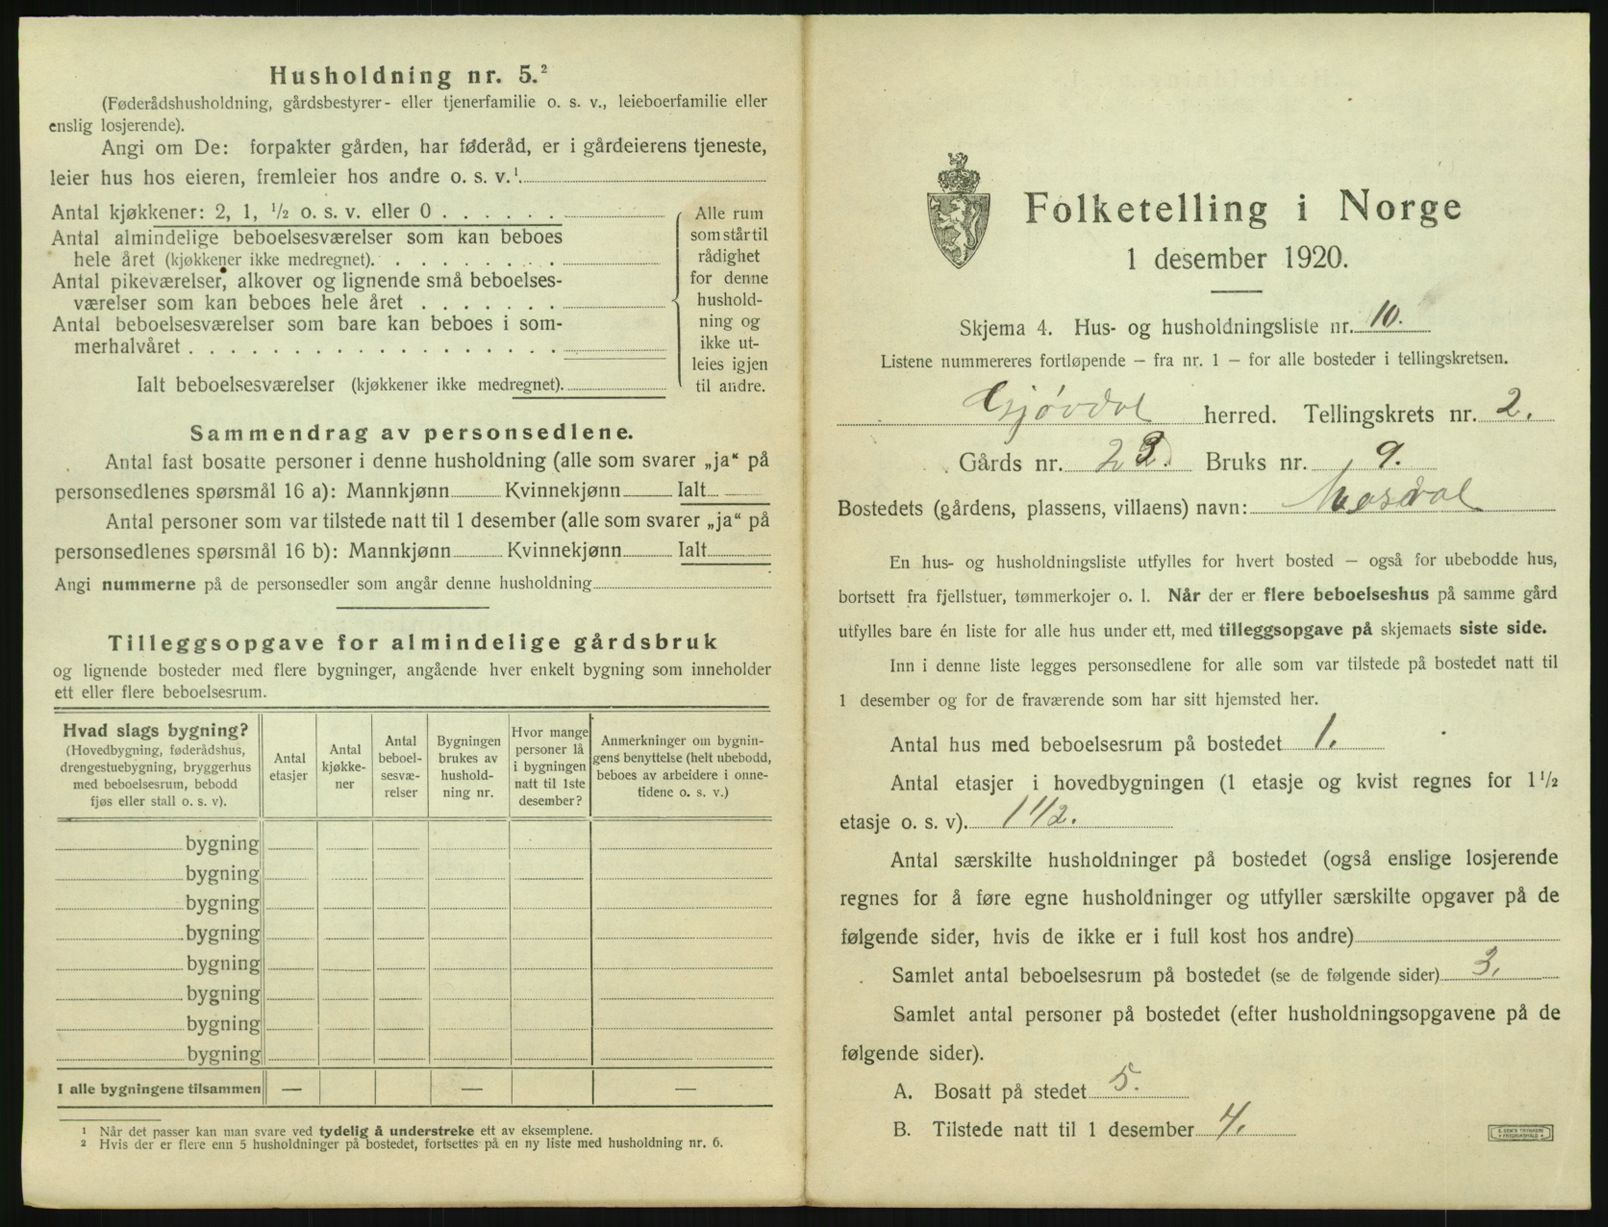 Husholdning nr. 5.²
(Føderådshusholdning, gårdsbestyrer- eller tjenerfamilie o. s. v., leieboerfamilie eller
enslig losjerende).
Angi om De: forpakter gården, har føderåd, er i gårdeierens tjeneste,
leier hus hos eieren, fremleier hos andre o. s. v.¹
Antal kjøkkener: 2, 1, ½ o. s. v. eller 0
Antal almindelige beboelsesværelser som kan beboes
hele året (kjøkkener ikke medregnet).
Antal pikeværelser, alkover og lignende små beboelses-
værelser som kan beboes hele året
Antal beboelsesværelser som bare kan beboes i som-
merhalvåret
Ialt beboelsesværelser (kjøkkener ikke medregnet).
Alle rum
som står til
rådighet
for denne
hushold-
ning og
ikke ut-
leies igjen
til andre.
Sammendrag av personsedlene.
Antal fast bosatte personer i denne husholdning (alle som svarer „ja“ på
personsedlenes spørsmål 16 a): Mannkjønn Kvinnekjønn Ialt
Antal personer som var tilstede natt til 1 desember (alle som svarer „ja“ på
personsedlenes spørsmål 16 b): Mannkjønn Kvinnekjønn Ialt
Angi nummerne på de personsedler som angår denne husholdning
Tilleggsopgave for almindelige gårdsbruk
og lignende bosteder med flere bygninger, angående hver enkelt bygning som inneholder
ett eller flere beboelsesrum.
Hvad slags bygning?
(Hovedbygning, føderådshus,
drengestuebygning, bryggerhus
med beboelsesrum, bebodd
fjøs eller stall o. s. v).
Antal
etasjer
Antal
kjøkke-
ner
Antal
beboel-
sesvæ-
relser
Bygningen
brukes av
hushold-
ning nr.
Hvor mange
personer lå
i bygningen
natt til 1ste
desember?
Anmerkninger om bygnin-
gens benyttelse (helt ubebodd,
beboes av arbeidere i onne-
tidene o. s. v.)
bygning
bygning
bygning
bygning
bygning
bygning
bygning
bygning
I alle bygningene tilsammen — — —
¹ Når det passer kan man svare ved tydelig å understreke ett av eksemplene.
² Hvis der er flere enn 5 husholdninger på bostedet, fortsettes på en ny liste med husholdning nr. 6.
Folketelling i Norge
1 desember 1920.
Skjema 4. Hus- og husholdningsliste nr. 10.
Listene nummereres fortløpende — fra nr. 1 — for alle bosteder i tellingskretsen.
Gjøvdal herred. Tellingskrets nr. 2.
Gårds nr. Bruks nr. 9.
Bostedets (gårdens, plassens, villaens) navn:
En hus- og husholdningsliste utfylles for hvert bosted — også for ubebodde hus,
bortsett fra fjellstuer, tømmerkojer o. l. Når der er flere beboelseshus på samme gård
utfylles bare én liste for alle hus under ett, med tilleggsopgave på skjemaets siste side.
Inn i denne liste legges personsedlene for alle som var tilstede på bostedet natt til
1 desember og for de fraværende som har sitt hjemsted her.
Antal hus med beboelsesrum på bostedet 1.
Antal etasjer i hovedbygningen (1 etasje og kvist regnes for 1½
etasje o. s. v). 1 1/2.
Antal særskilte husholdninger på bostedet (også enslige losjerende
regnes for å føre egne husholdninger og utfyller særskilte opgaver på de
følgende sider, hvis de ikke er i full kost hos andre)
Samlet antal beboelsesrum på bostedet (se de følgende sider) 3.
Samlet antal personer på bostedet (efter husholdningsopgavene på de
følgende sider).
A. Bosatt på stedet 5.
B. Tilstede natt til 1 desember 4.